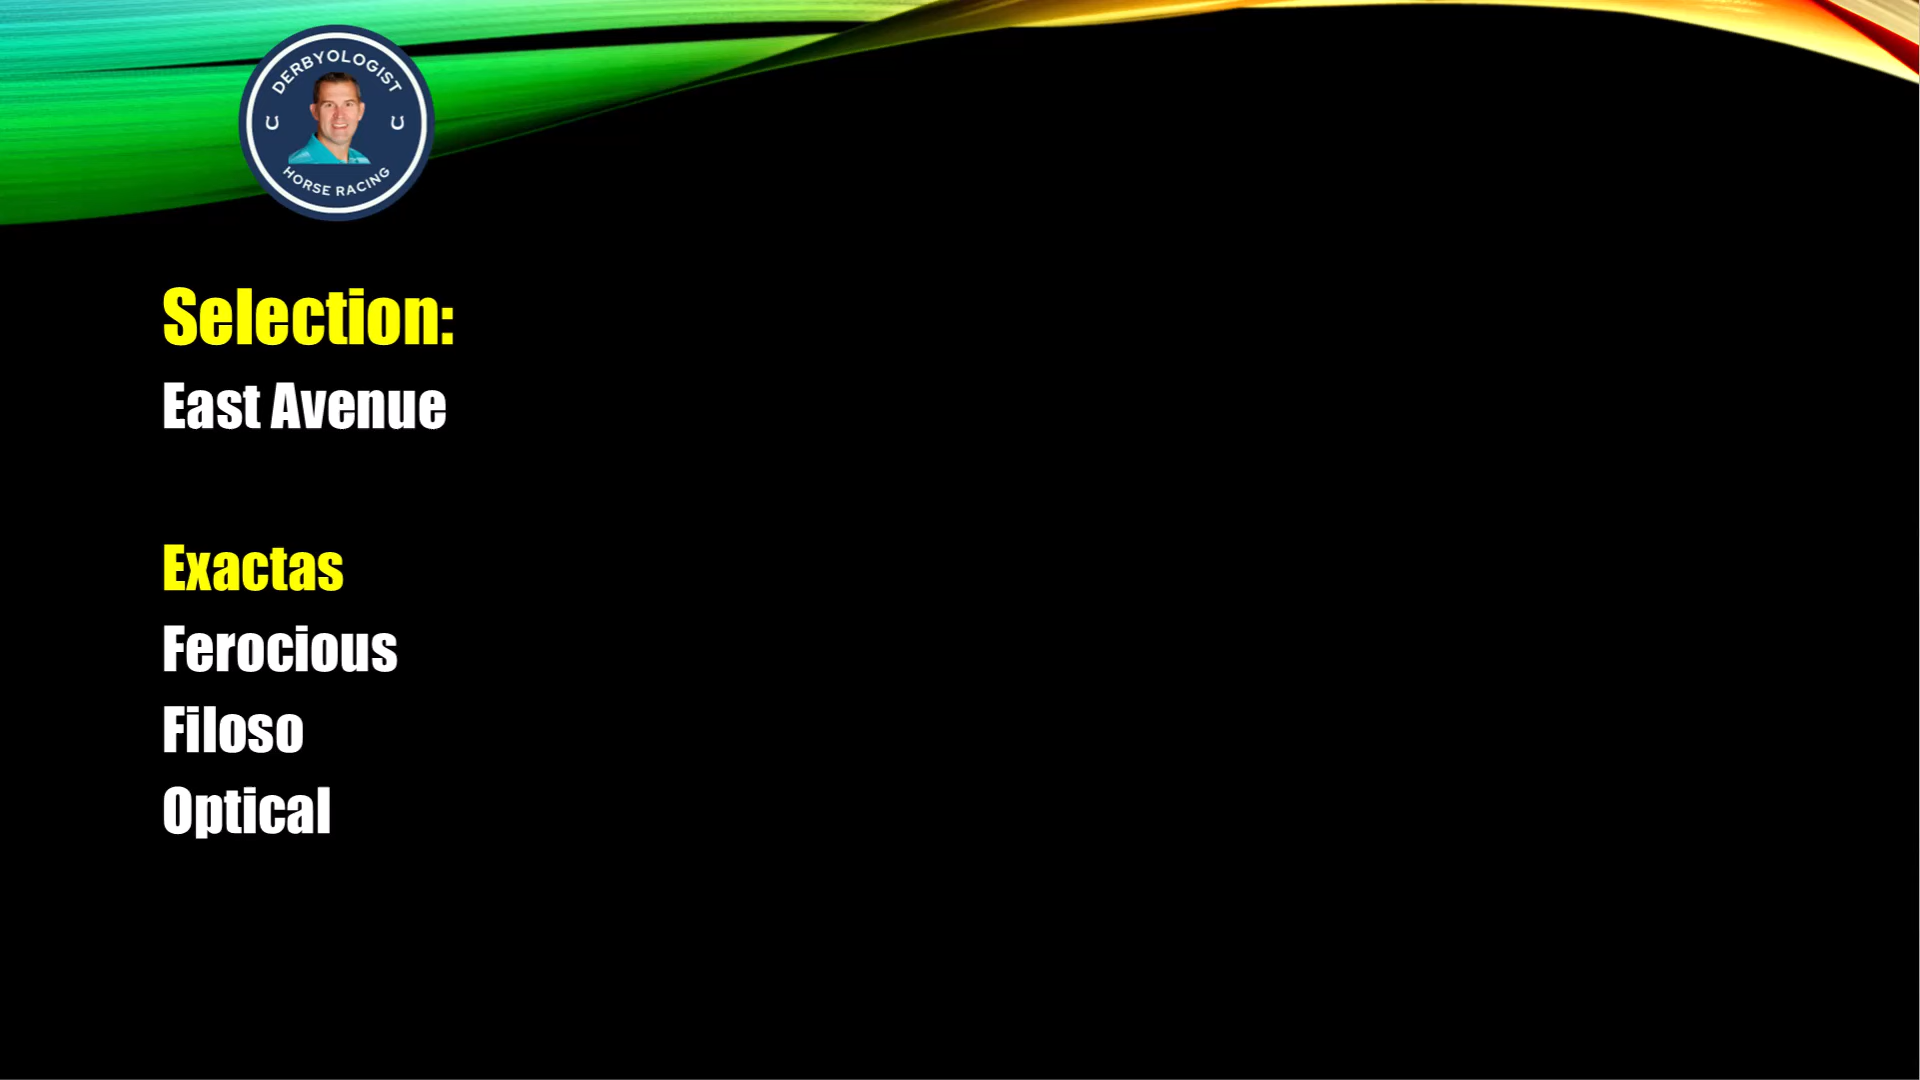 DERBYOLOGIST
HORSE RACING
Selection:
East Avenue
Exactas
Ferocious
Filoso
Optical